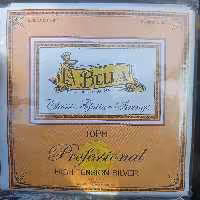 LA BELLA
Classic Guitar Strings
10PH
Professional
HIGH TENSION SILVER